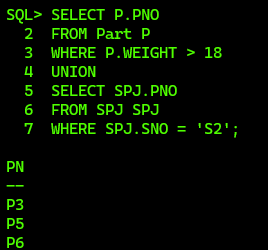 SQL> SELECT P.PNO
2 FROM Part P
3 WHERE P.WEIGHT > 18
4 UNION
5 SELECT SPJ.PNO
6 FROM SPJ SPJ
7 WHERE SPJ.SNO = 'S2';
PN
--
P3
P5
P6